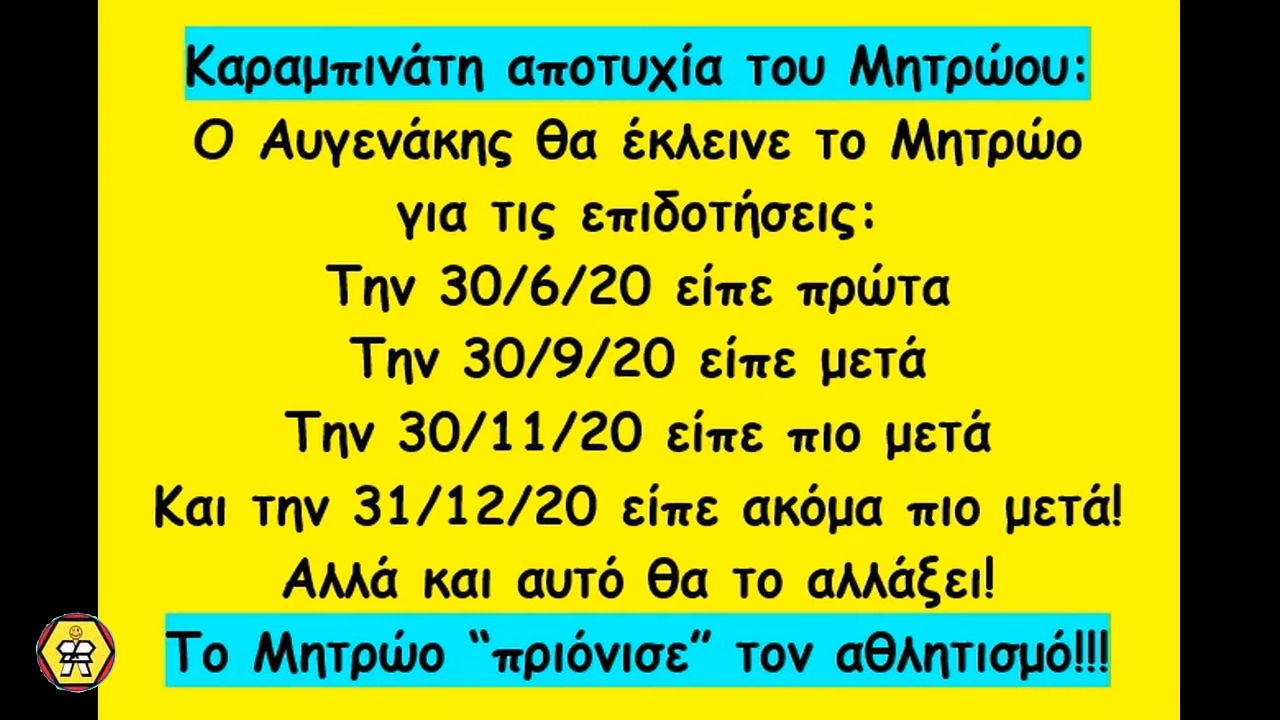 Καραμπινάτη αποτυχία του Μητρώου:
Ο Αυγενάκης θα έκλεινε το Μητρώο
για τις επιδοτήσεις:
Την 30/6/20 είπε πρώτα
Την 30/9/20 είπε μετά
Την 30/11/20 είπε πιο μετά
Και την 31/12/20 είπε ακόμα πιο μετά!
Αλλά και αυτό θα το αλλάξει!
Το Μητρώο “πριόνισε” τον αθλητισμό!!!